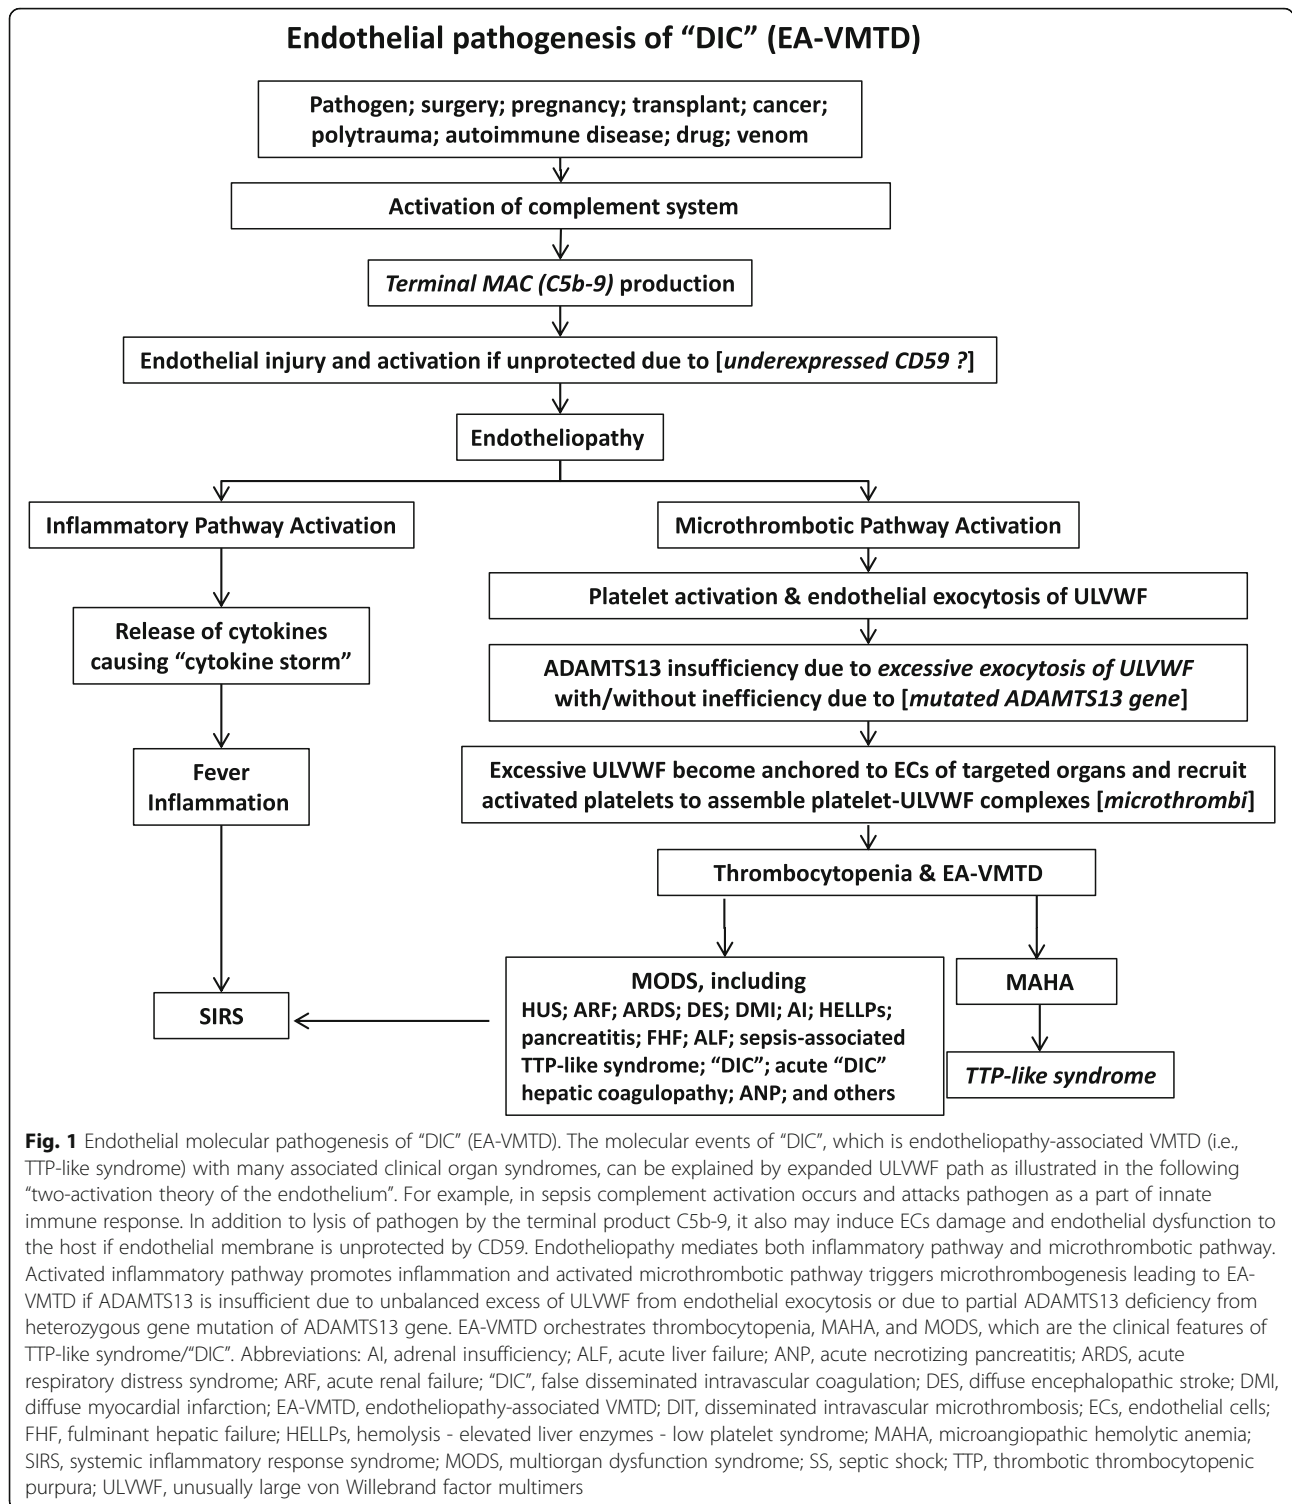 Endothelial pathogenesis of “DIC” (EA-VMTD)
Pathogen; surgery; pregnancy; transplant; cancer;
polytrauma; autoimmune disease; drug; venom
Activation of complement system
Terminal MAC (C5b-9) production
Endothelial injury and activation if unprotected due to [underexpressed CD59 ?]
Endotheliopathy
Inflammatory Pathway Activation
Release of cytokines
causing “cytokine storm”
Fever
Inflammation
SIRS
Microthrombotic Pathway Activation
Platelet activation & endothelial exocytosis of ULVWF
ADAMTS13 insufficiency due to excessive exocytosis of ULVWF
with/without inefficiency due to [mutated ADAMTS13 gene]
Excessive ULVWF become anchored to ECs of targeted organs and recruit
activated platelets to assemble platelet-ULVWF complexes [microthrombi]
Thrombocytopenia & EA-VMTD
MODS, including
HUS; ARF; ARDS; DES; DMI; AI; HELLPs;
pancreatitis; FHF; ALF; sepsis-associated
TTP-like syndrome; “DIC”; acute “DIC”
hepatic coagulopathy; ANP; and others
MAHA
TTP-like syndrome
Fig. 1 Endothelial molecular pathogenesis of “DIC” (EA-VMTD). The molecular events of “DIC”, which is endotheliopathy-associated VMTD (i.e.,
TTP-like syndrome) with many associated clinical organ syndromes, can be explained by expanded ULVWF path as illustrated in the following
“two-activation theory of the endothelium”. For example, in sepsis complement activation occurs and attacks pathogen as a part of innate
immune response. In addition to lysis of pathogen by the terminal product C5b-9, it also may induce ECs damage and endothelial dysfunction to
the host if endothelial membrane is unprotected by CD59. Endotheliopathy mediates both inflammatory pathway and microthrombotic pathway.
Activated inflammatory pathway promotes inflammation and activated microthrombotic pathway triggers microthrombogenesis leading to EA-
VMTD if ADAMTS13 is insufficient due to unbalanced excess of ULVWF from endothelial exocytosis or due to partial ADAMTS13 deficiency from
heterozygous gene mutation of ADAMTS13 gene. EA-VMTD orchestrates thrombocytopenia, MAHA, and MODS, which are the clinical features of
TTP-like syndrome/“DIC”. Abbreviations: AI, adrenal insufficiency; ALF, acute liver failure; ANP, acute necrotizing pancreatitis; ARDS, acute
respiratory distress syndrome; ARF, acute renal failure; “DIC”, false disseminated intravascular coagulation; DES, diffuse encephalopathic stroke; DMI,
diffuse myocardial infarction; EA-VMTD, endotheliopathy-associated VMTD; DIT, disseminated intravascular microthrombosis; ECs, endothelial cells;
FHF, fulminant hepatic failure; HELLPs, hemolysis - elevated liver enzymes - low platelet syndrome; MAHA, microangiopathic hemolytic anemia;
SIRS, systemic inflammatory response syndrome; MODS, multiorgan dysfunction syndrome; SS, septic shock; TTP, thrombotic thrombocytopenic
purpura; ULVWF, unusually large von Willebrand factor multimers